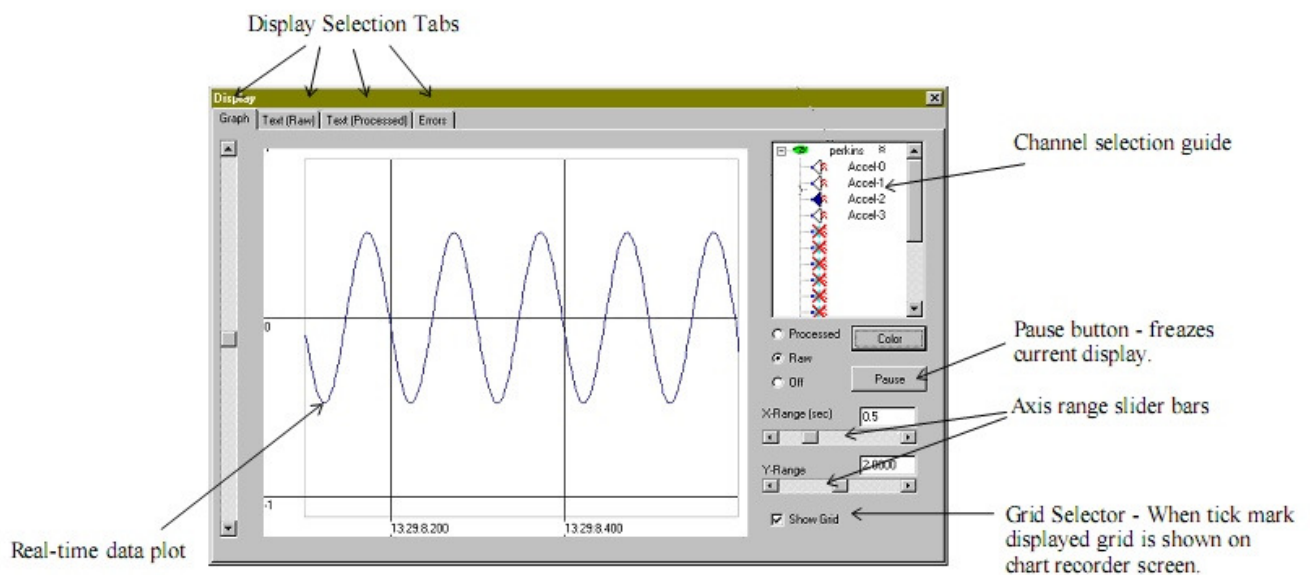 Display Selection Tabs
Display
Graph
Text (Raw)
Text (Processed)
Errors
perkins
Accel-0
Accel-1
Accel-2
Accel-3
Channel selection guide
0
-1
13:29:8.200
13:29:8.400
Processed
Raw
Off
Color
Pause
Pause button - freazes
current display.
X-Range (sec)
0.5
Axis range slider bars
Y-Range
2.0000
Show Grid
Grid Selector - When tick mark
displayed grid is shown on
chart recorder screen.
Real-time data plot